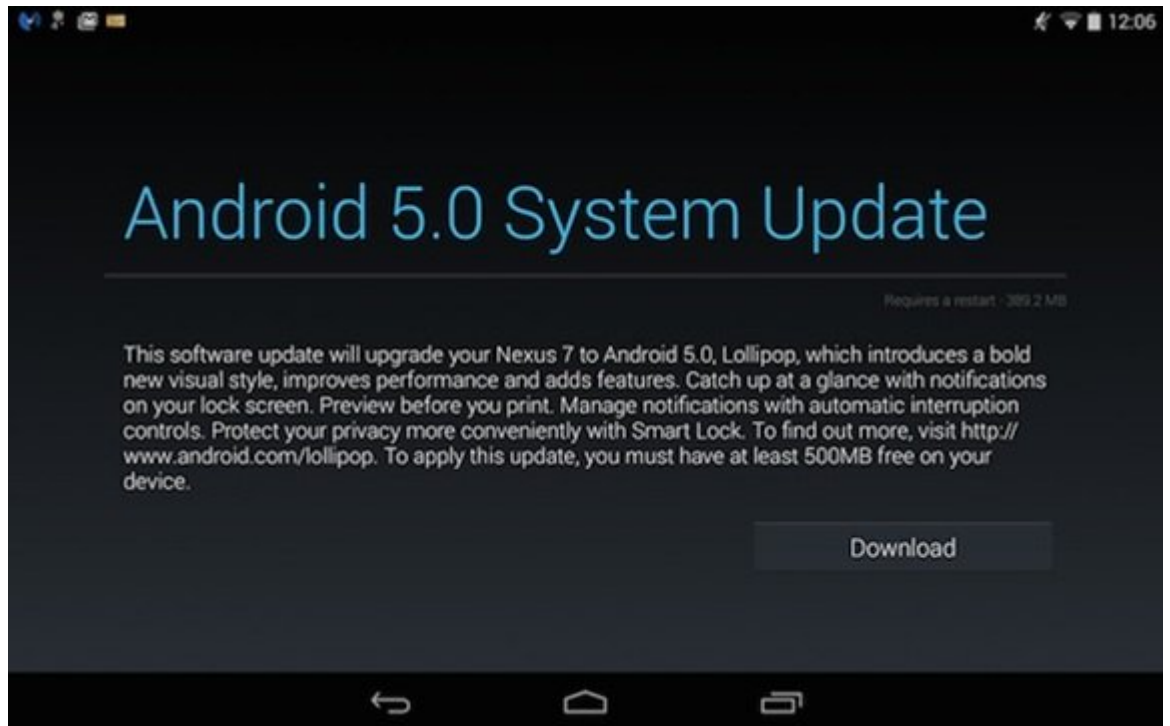 12:06
Android 5.0 System Update
Requires a restart - 389.2 MB
This software update will upgrade your Nexus 7 to Android 5.0, Lollipop, which introduces a bold
new visual style, improves performance and adds features. Catch up at a glance with notifications
on your lock screen. Preview before you print. Manage notifications with automatic interruption
controls. Protect your privacy more conveniently with Smart Lock. To find out more, visit http://
www.android.com/lollipop. To apply this update, you must have at least 500MB free on your
device.
Download